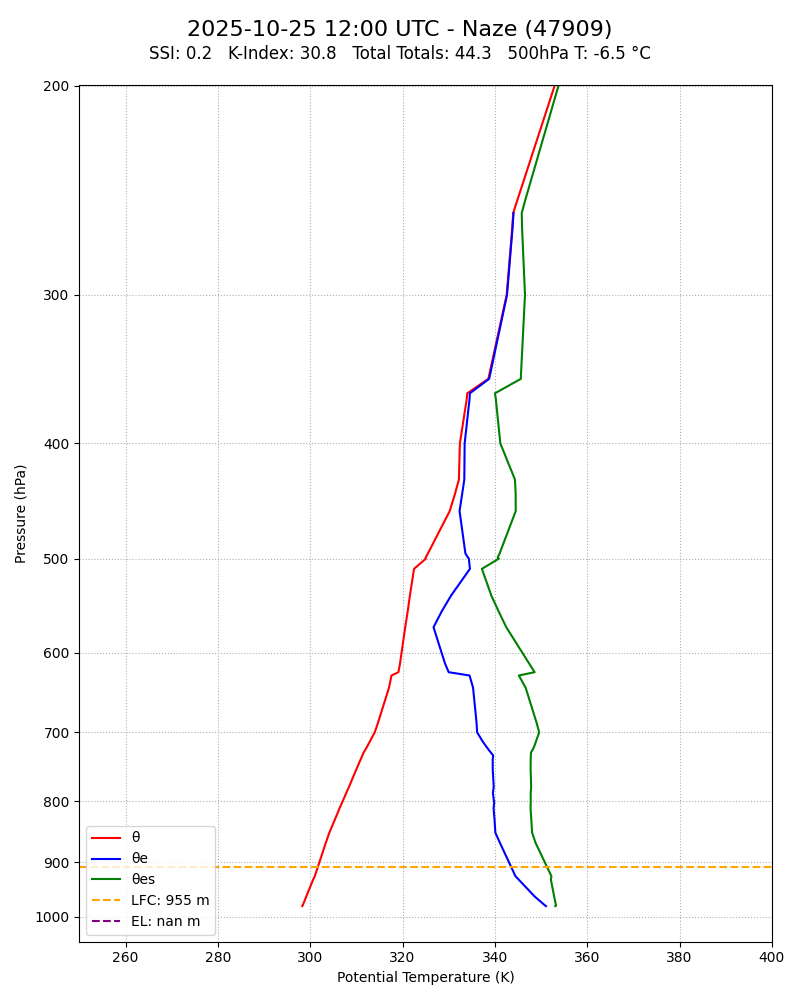 2025-10-25 12:00 UTC - Naze (47909)
SSI: 0.2   K-Index: 30.8   Total Totals: 44.3   500hPa T: -6.5 °C
200
300
400
500
600
700
800
900
1000
Pressure (hPa)
θ
θe
θes
LFC: 955 m
EL: nan m
260 280 300 320 340 360 380 400
Potential Temperature (K)